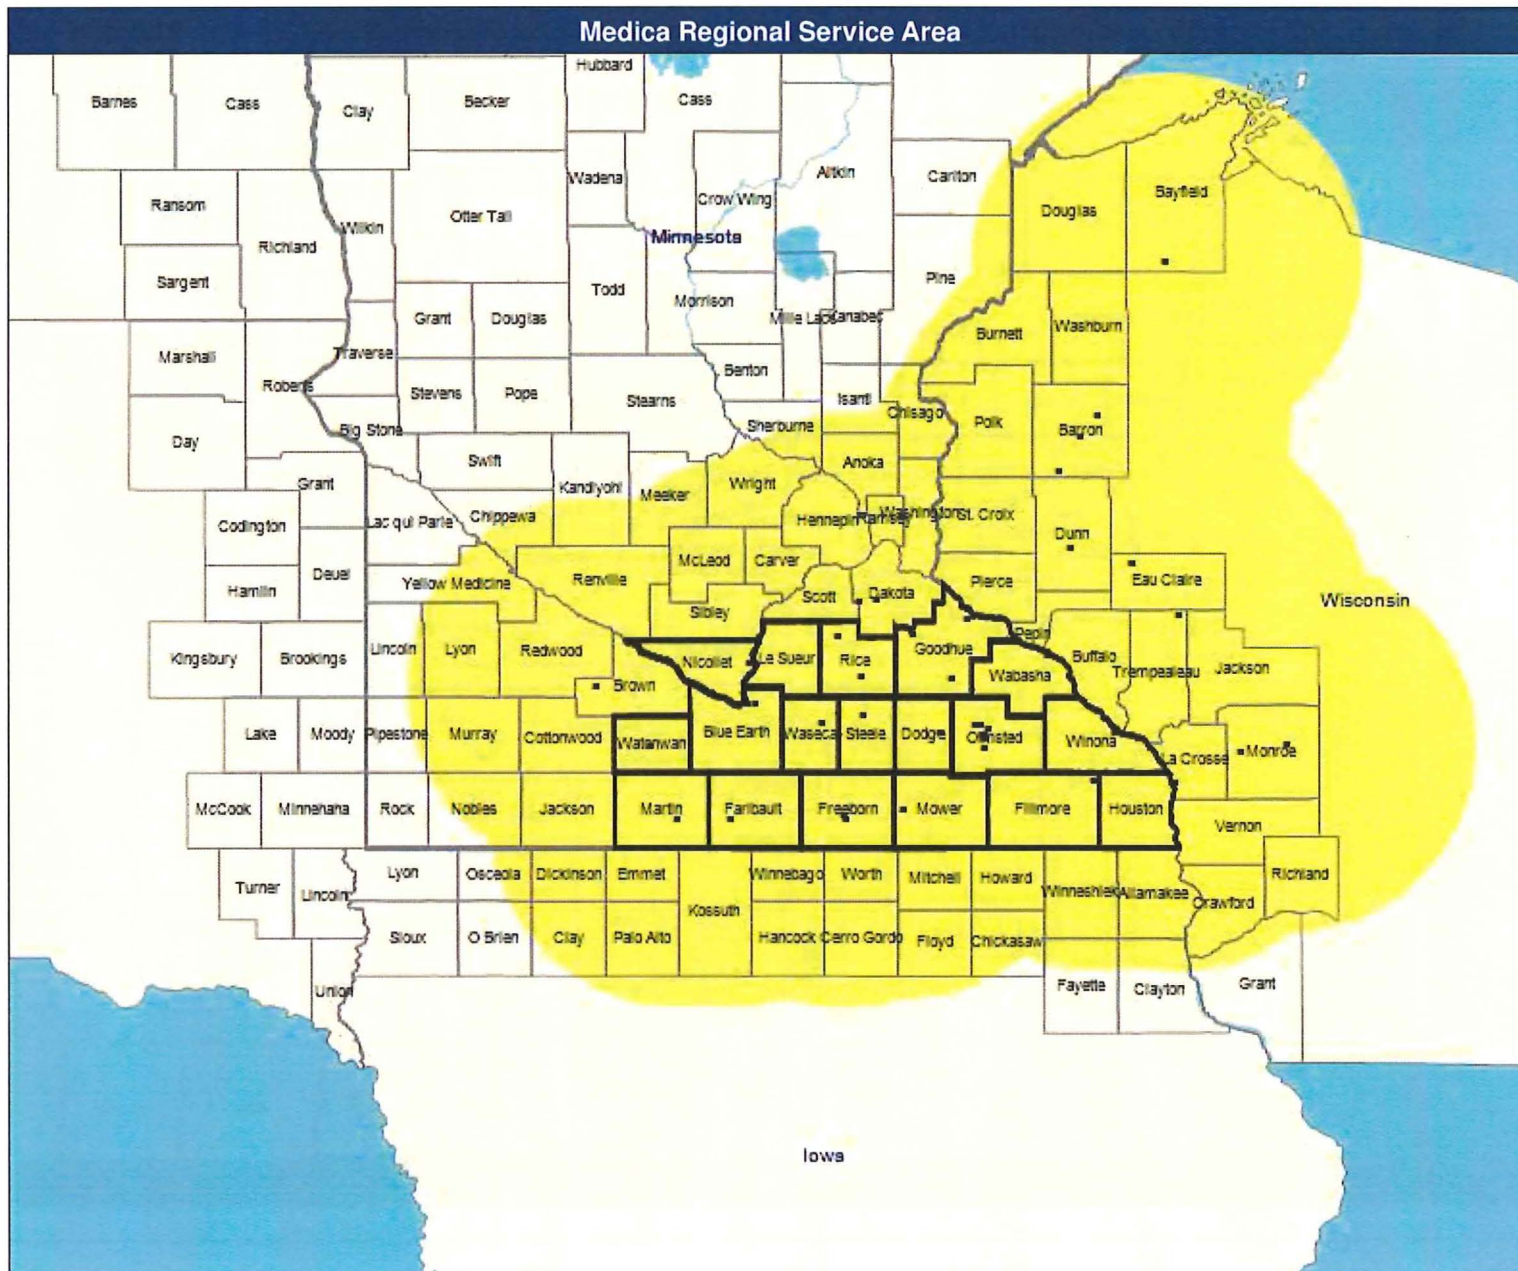 Medica Regional Service Area
Hubbard
Barnes
Cass
Clay
Becker
Cass
Wadena
Crow Wing
Aitkin
Carlton
Ransom
Richland
Wilkin
Otter Tail
Minnesota
Douglas
Bayfield
Sargent
Todd
Morrison
Pine
Grant
Douglas
Mille Lacs
Kanabec
Burnett
Washburn
Marshall
Traverse
Roberts
Stevens
Pope
Stearns
Benton
Isanti
Chisago
Polk
Barron
Day
Big Stone
Sherburne
Swift
Grant
Kandiyohi
Meeker
Wright
Anoka
Codington
Lac qui Parle
Chippewa
Hennepin
Ramsey
Washington
St. Croix
Dunn
Deuel
Hamlin
Yellow Medicine
Renville
McLeod
Carver
Scott
Dakota
Pierce
Eau Claire
Wisconsin
Sibley
Kingsbury
Brookings
Lincoln
Lyon
Redwood
Nicollet
Le Sueur
Rice
Goodhue
Pepin
Buffalo
Trempealeau
Jackson
Brown
Wabasha
Lake
Moody
Pipestone
Murray
Cottonwood
Watonwan
Blue Earth
Waseca
Steele
Dodge
Olmsted
Winona
La Crosse
Monroe
McCook
Minnehaha
Rock
Nobles
Jackson
Martin
Faribault
Freeborn
Mower
Fillmore
Houston
Vernon
Turner
Lincoln
Lyon
Osceola
Dickinson
Emmet
Kossuth
Winnebago
Worth
Mitchell
Howard
Winneshiek
Allamakee
Crawford
Richland
Sioux
O Brien
Clay
Palo Alto
Hancock
Cerro Gordo
Floyd
Chickasaw
Union
Fayette
Clayton
Grant
Iowa